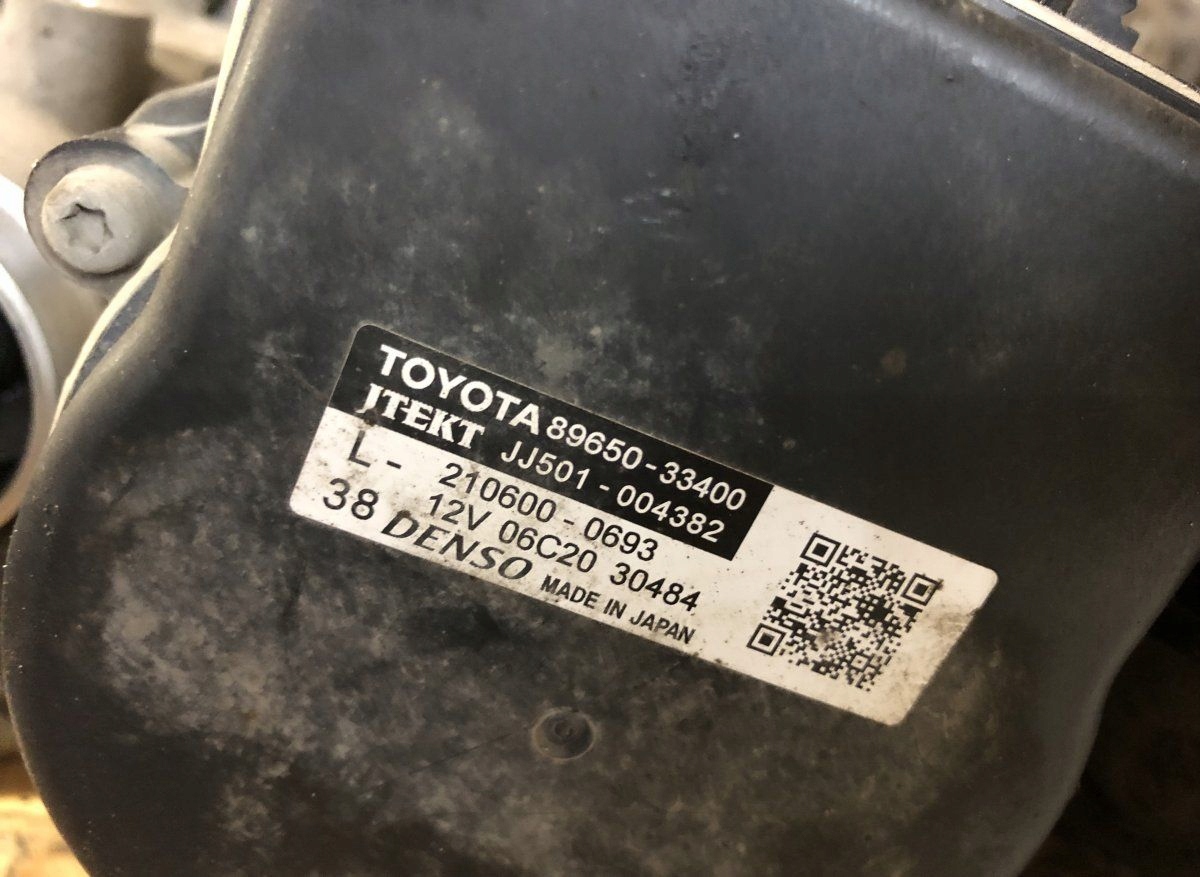 TOYOTA 89650-33400
JTEKT JJ501-004382
L- 210600-0693
38 12V 06C20 30484
DENSO MADE IN JAPAN